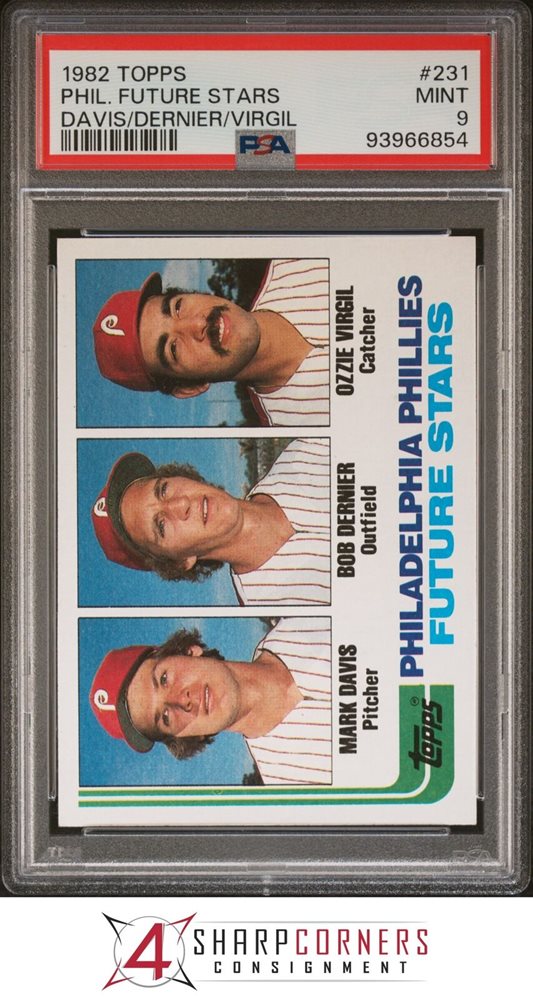 1982 TOPPS #231
PHIL. FUTURE STARS MINT
DAVIS/DERNIER/VIRGIL 9
PSA 93966854
OZZIE VIRGIL
Catcher
BOB DERNIER
Outfield
MARK DAVIS
Pitcher
PHILADELPHIA PHILLIES
FUTURE STARS
topps®
4 SHARPCORNERS
CONSIGNMENT